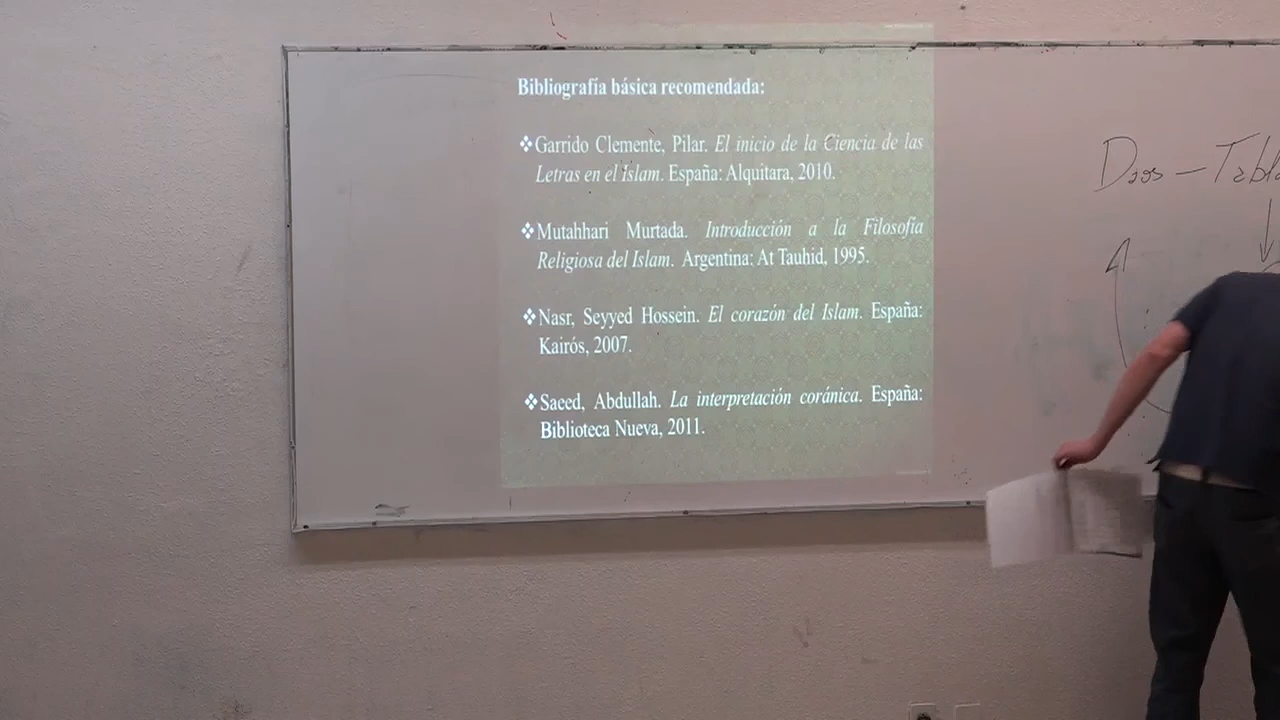 Bibliografía básica recomendada:
❖Garrido Clemente, Pilar. El inicio de la Ciencia de las
Letras en el Islam. España: Alquitara, 2010.
❖Mutahhari Murtada. Introducción a la Filosofía
Religiosa del Islam. Argentina: At Tauhid, 1995.
❖Nasr, Seyyed Hossein. El corazón del Islam. España:
Kairós, 2007.
❖Saeed, Abdullah. La interpretación coránica. España:
Biblioteca Nueva, 2011.